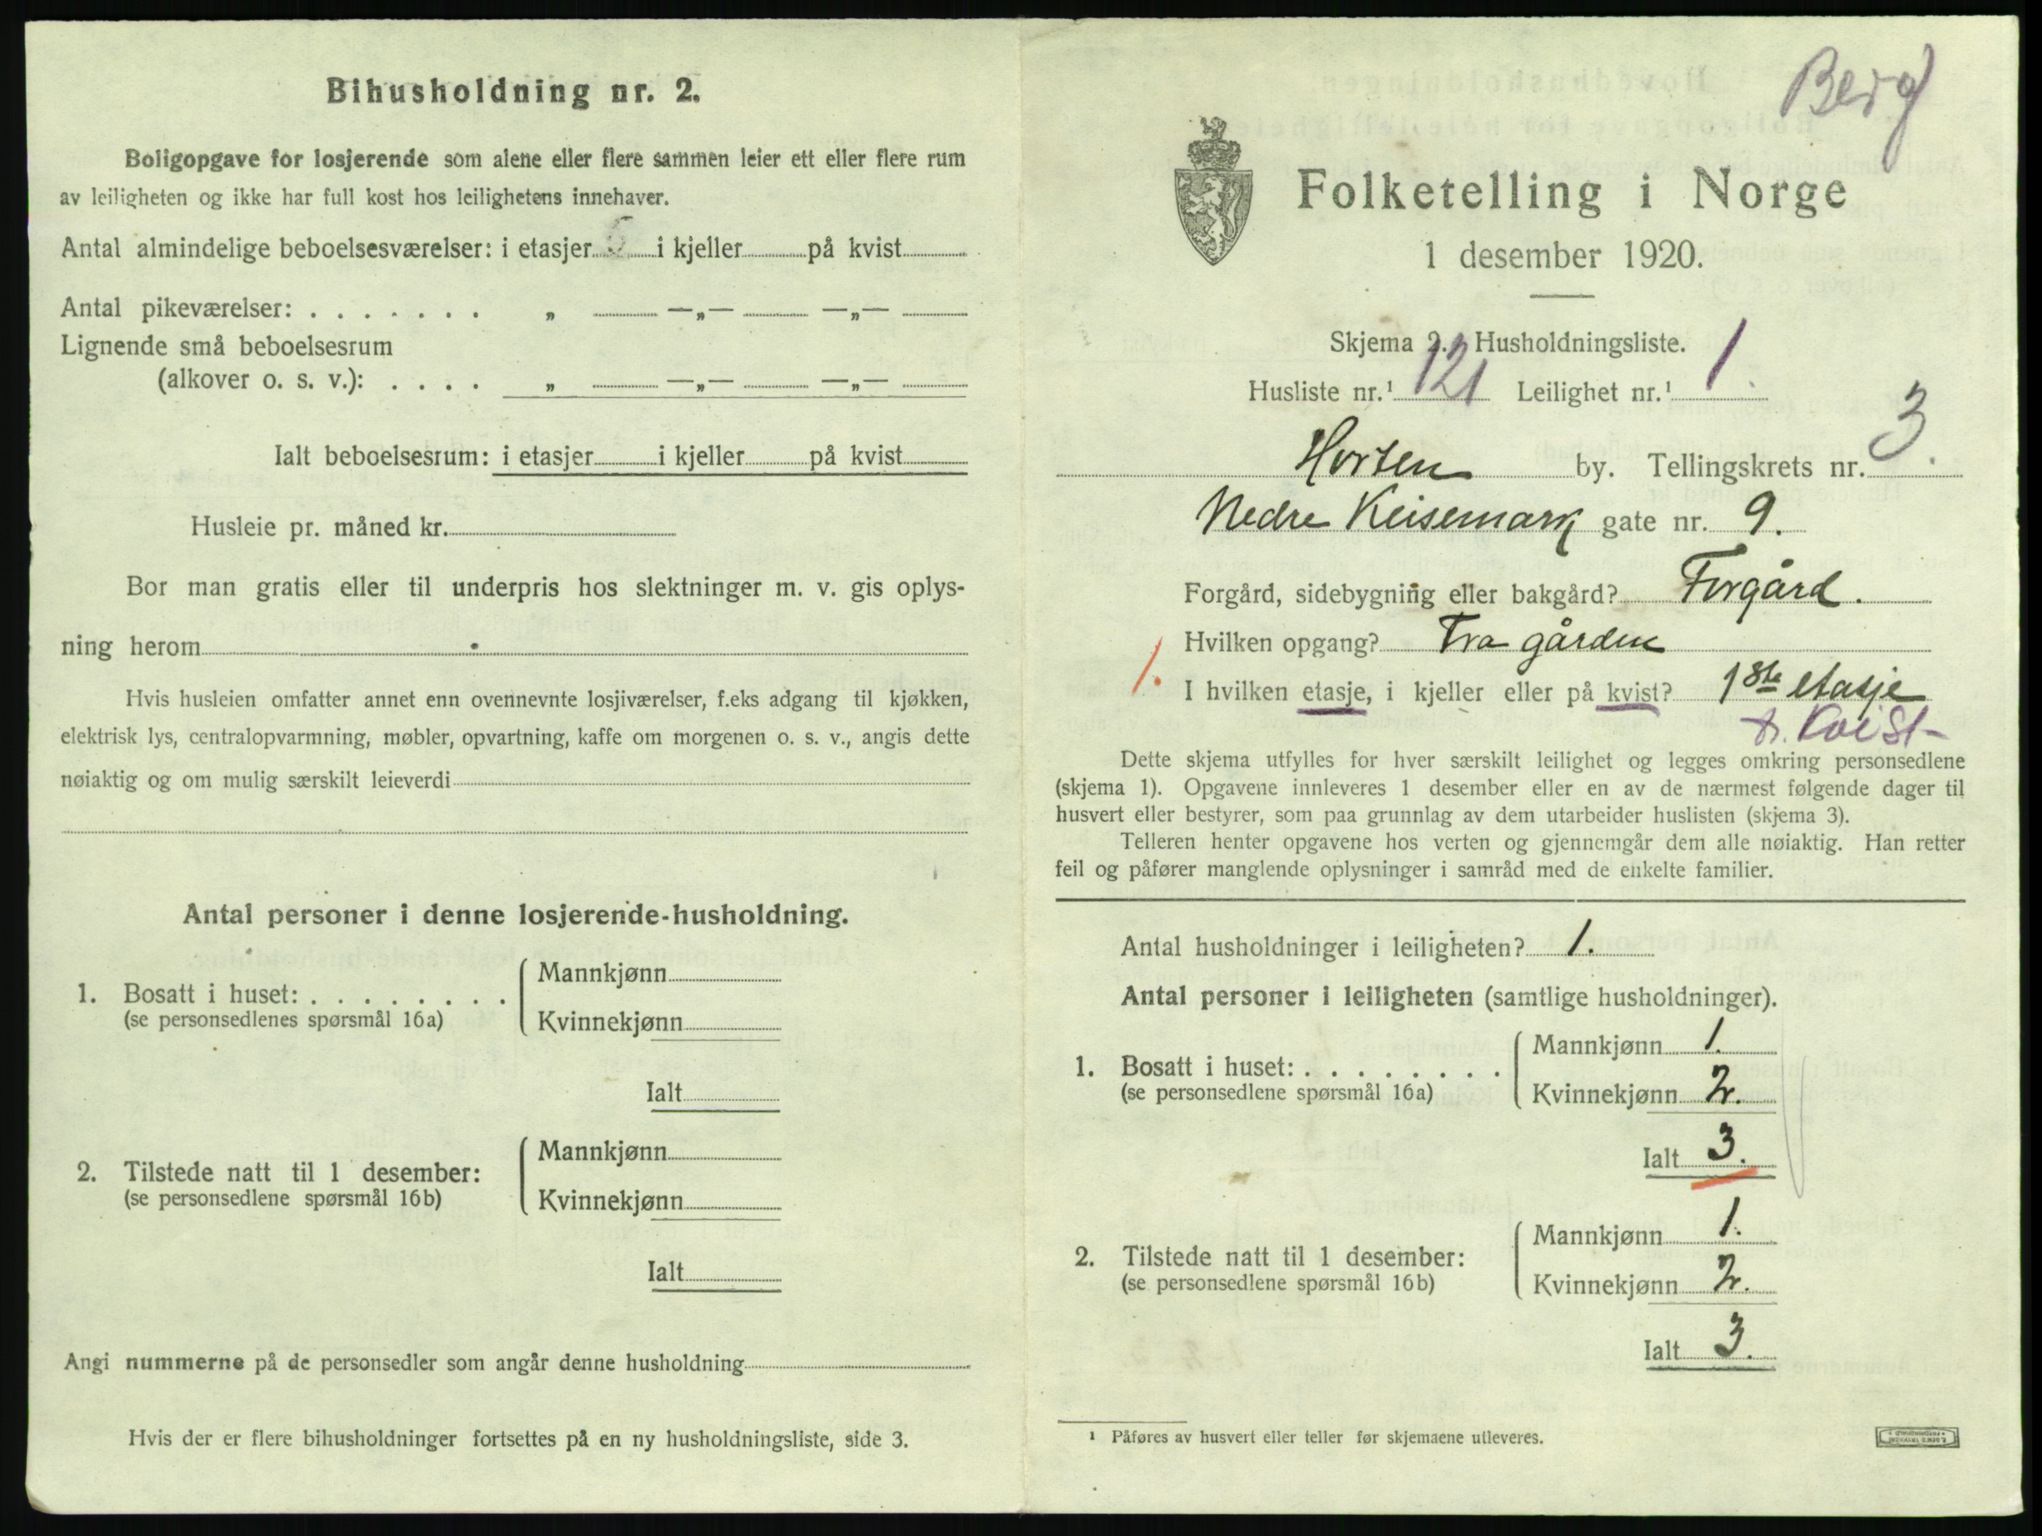 Bihusholdning nr. 2.
Boligopgave for losjerende som alene eller flere sammen leier ett eller flere rum
av leiligheten og ikke har full kost hos leilighetens innehaver.
Antal almindelige beboelsesværelser: i etasjer 5 i kjeller på kvist
Antal pikeværelser: . . . . . . . „ —„— —„—
Lignende små beboelsesrum
(alkover o. s. v.): . . . . „ —„— —„—
Ialt beboelsesrum: i etasjer i kjeller på kvist
Husleie pr. måned kr.
Bor man gratis eller til underpris hos slektninger m. v. gis oplys-
ning herom
Hvis husleien omfatter annet enn ovennevnte losjiværelser, f.eks adgang til kjøkken,
elektrisk lys, centralopvarmning, møbler, opvartning, kaffe om morgenen o. s. v., angis dette
nøiaktig og om mulig særskilt leieverdi
Antal personer i denne losjerende-husholdning.
Mannkjønn
1. Bosatt i huset: . . . . . . . .
(se personsedlenes spørsmål 16a)
Kvinnekjønn
Ialt
Mannkjønn
2. Tilstede natt til 1 desember:
(se personsedlene spørsmål 16b)
Kvinnekjønn
Ialt
Angi nummerne på de personsedler som angår denne husholdning
Hvis der er flere bihusholdninger fortsettes på en ny husholdningsliste, side 3.
Berg
Folketelling i Norge
1 desember 1920.
Skjema 2. Husholdningsliste.
Husliste nr.¹ 121 Leilighet nr.¹ 1.
Horten by. Tellingskrets nr. 3.
Nedre Keisemark gate nr. 9.
Forgård, sidebygning eller bakgård? Forgård.
Hvilken opgang? Fra gården
1. I hvilken etasje, i kjeller eller på kvist? 1ste etasje
& Kvist
Dette skjema utfylles for hver særskilt leilighet og legges omkring personsedlene
(skjema 1). Opgavene innleveres 1 desember eller en av de nærmest følgende dager til
husvert eller bestyrer, som paa grunnlag av dem utarbeider huslisten (skjema 3).
Telleren henter opgavene hos verten og gjennemgår dem alle nøiaktig. Han retter
feil og påfører manglende oplysninger i samråd med de enkelte familier.
Antal husholdninger i leiligheten? 1.
Antal personer i leiligheten (samtlige husholdninger).
Mannkjønn 1.
1. Bosatt i huset: . . . . . . . .
(se personsedlene spørsmål 16a)
Kvinnekjønn 2.
Ialt 3.
Mannkjønn 1.
2. Tilstede natt til 1 desember:
(se personsedlene spørsmål 16b)
Kvinnekjønn 2.
Ialt 3.
¹ Påføres av husvert eller teller før skjemaene utleveres.